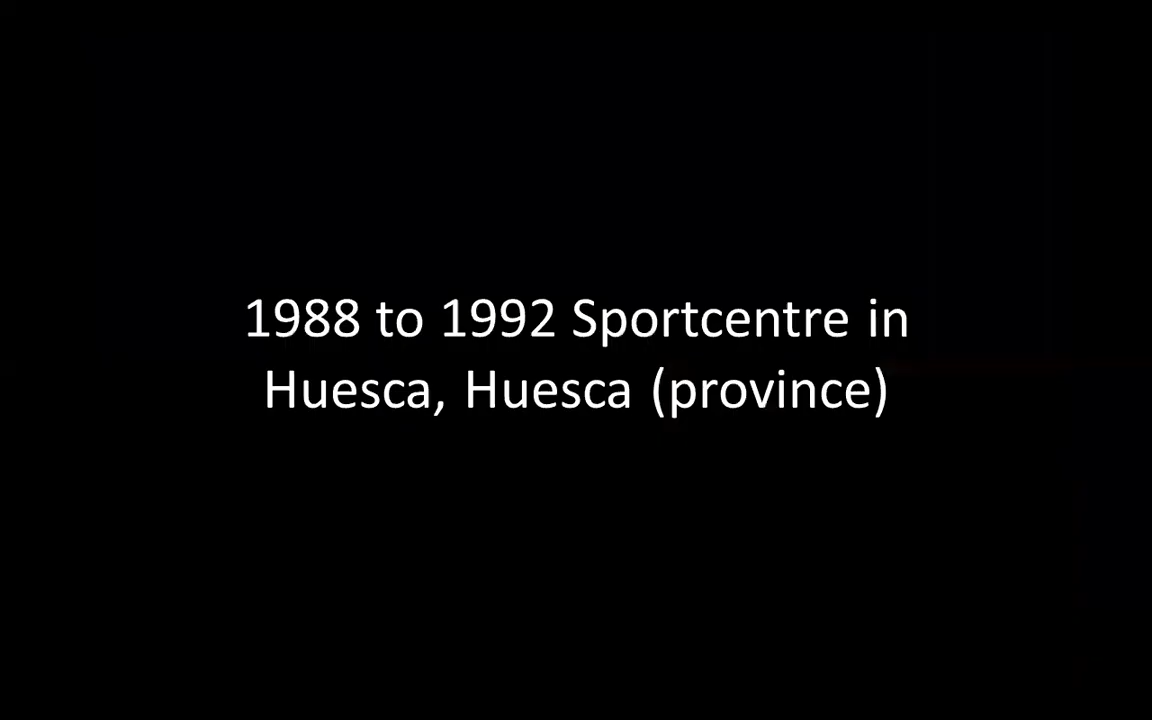 1988 to 1992 Sportcentre in
Huesca, Huesca (province)